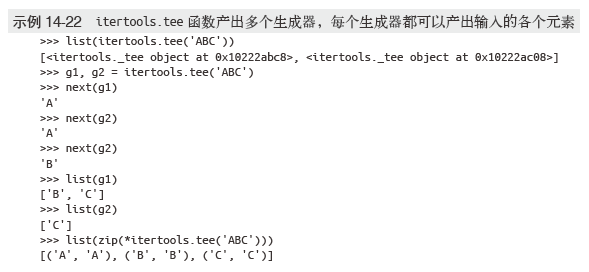 示例 14-22 itertools.tee 函数产出多个生成器，每个生成器都可以产出输入的各个元素
>>> list(itertools.tee('ABC'))
[<itertools._tee object at 0x10222abc8>, <itertools._tee object at 0x10222ac08>]
>>> g1, g2 = itertools.tee('ABC')
>>> next(g1)
'A'
>>> next(g2)
'A'
>>> next(g2)
'B'
>>> list(g1)
['B', 'C']
>>> list(g2)
['C']
>>> list(zip(*itertools.tee('ABC')))
[('A', 'A'), ('B', 'B'), ('C', 'C')]